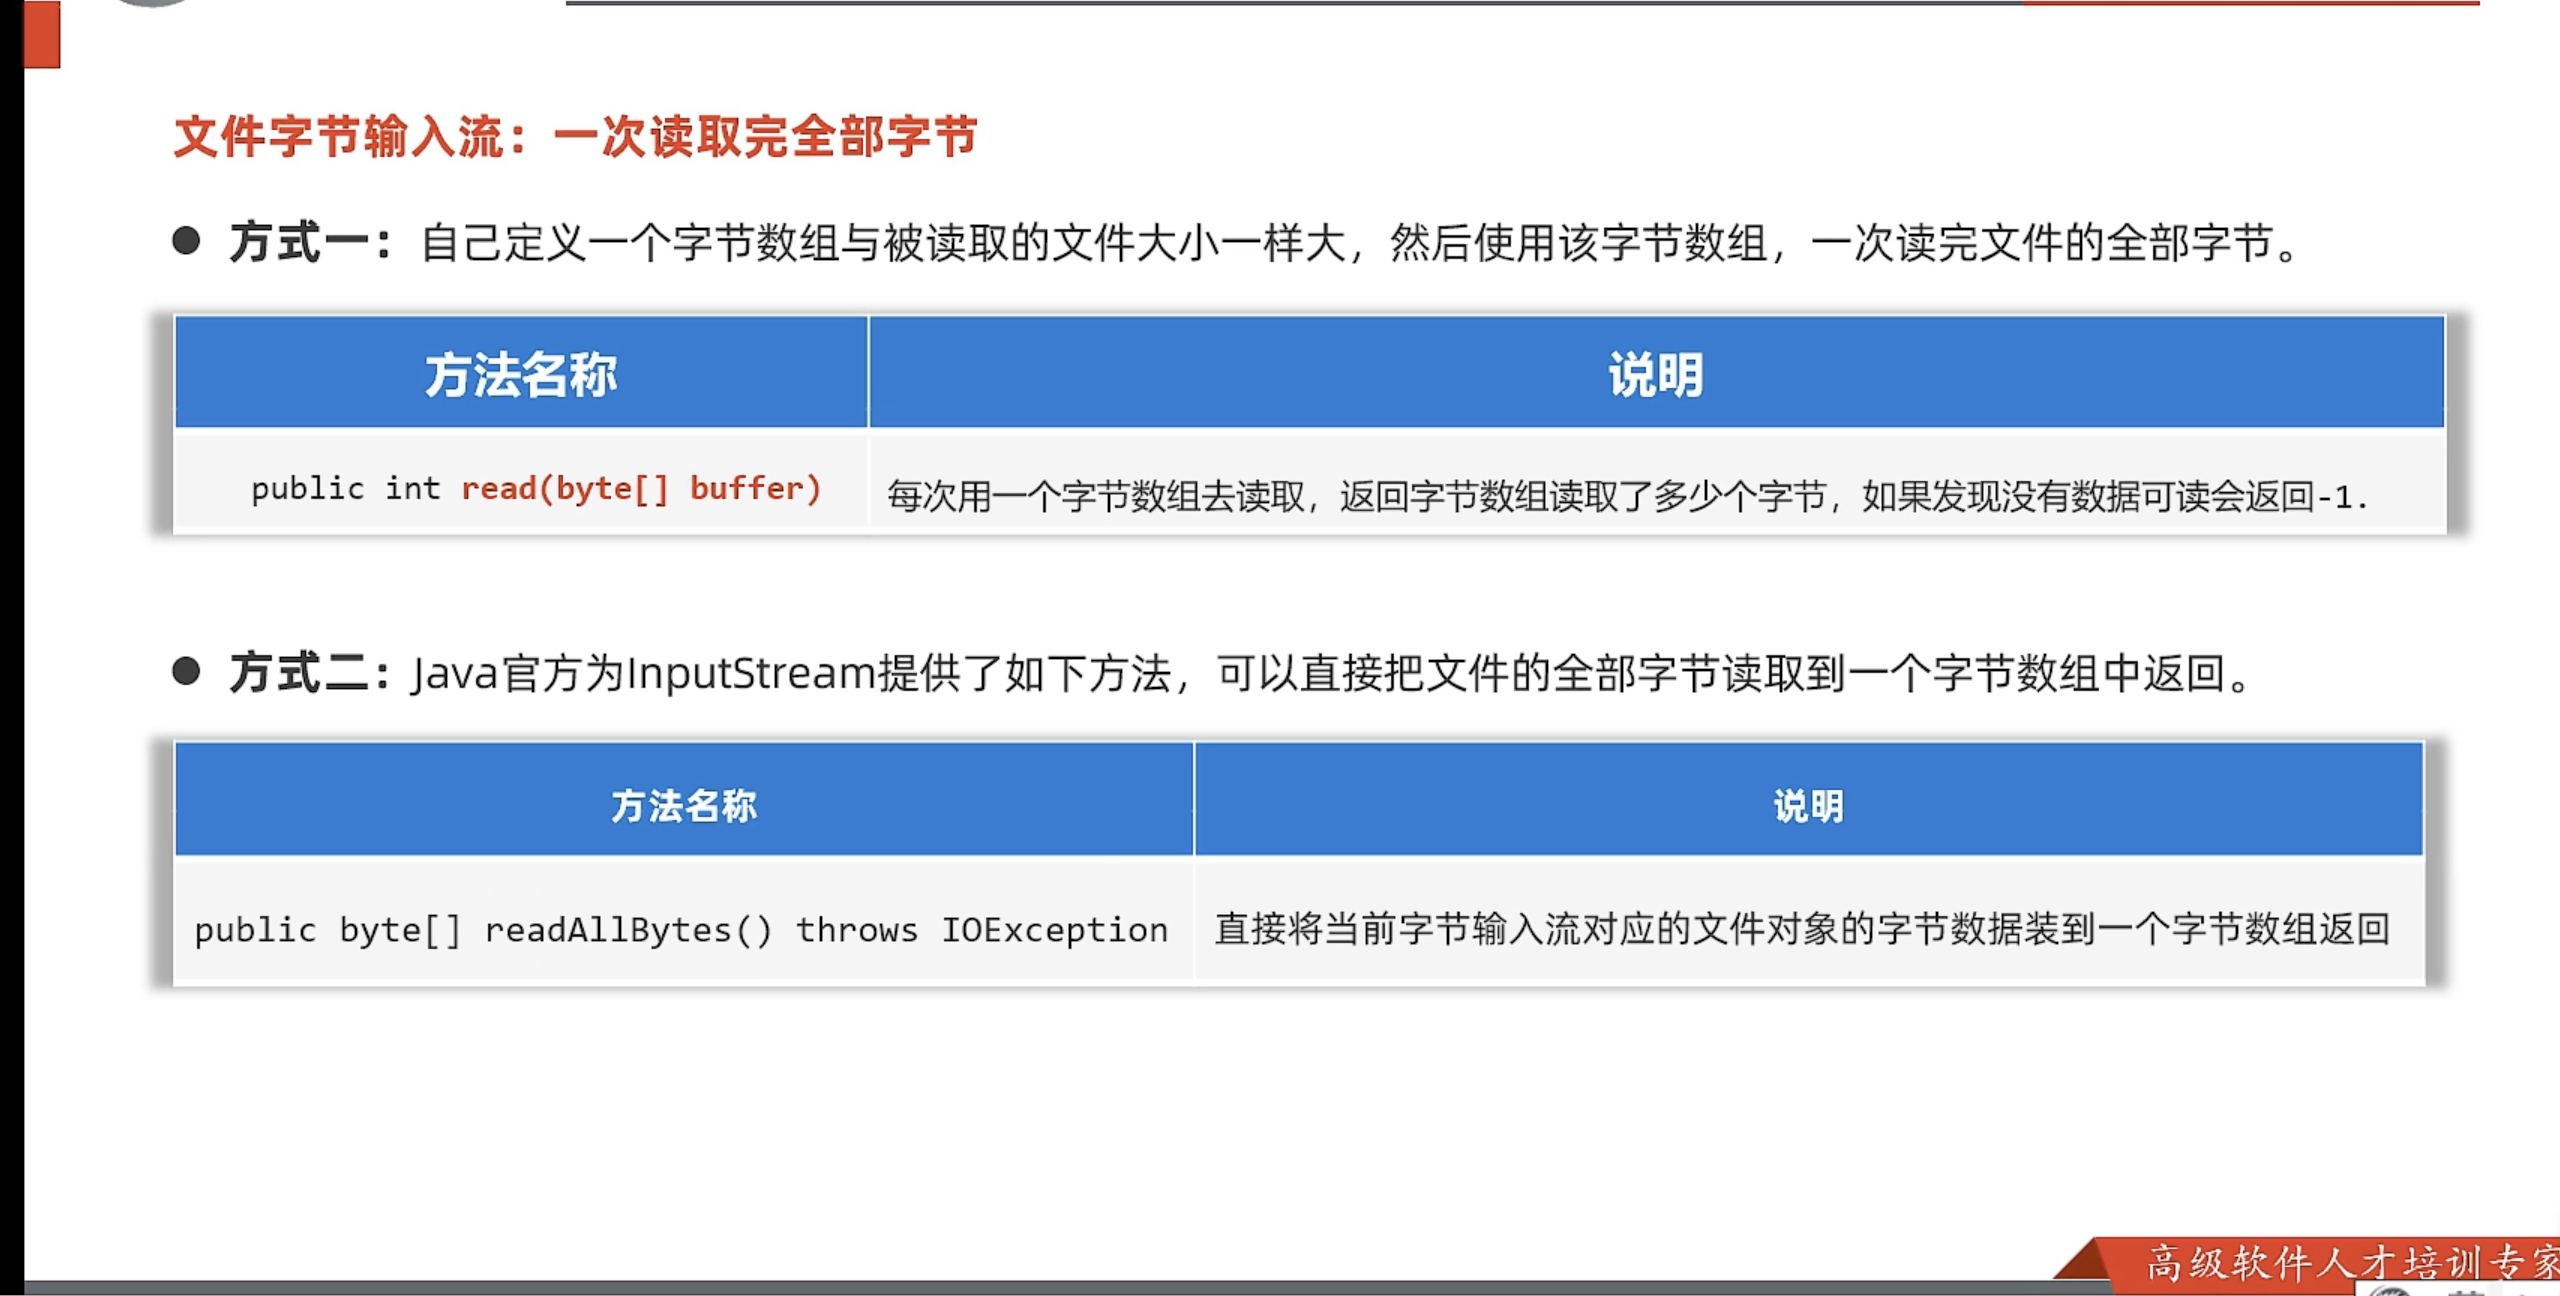 文件字节输入流：一次读取完全部字节
● 方式一：自己定义一个字节数组与被读取的文件大小一样大，然后使用该字节数组，一次读完文件的全部字节。
方法名称 说明
public int read(byte[] buffer) 每次用一个字节数组去读取，返回字节数组读取了多少个字节，如果发现没有数据可读会返回-1.
● 方式二：Java官方为InputStream提供了如下方法，可以直接把文件的全部字节读取到一个字节数组中返回。
方法名称 说明
public byte[] readAllBytes() throws IOException 直接将当前字节输入流对应的文件对象的字节数据装到一个字节数组返回
高级软件人才培训专家